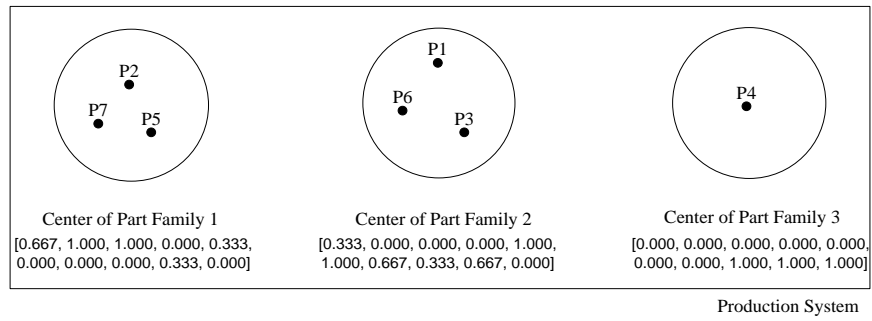 P2
P7
P5
P1
P6
P3
P4
Center of Part Family 1
[0.667, 1.000, 1.000, 0.000, 0.333,
0.000, 0.000, 0.000, 0.333, 0.000]
Center of Part Family 2
[0.333, 0.000, 0.000, 0.000, 1.000,
1.000, 0.667, 0.333, 0.667, 0.000]
Center of Part Family 3
[0.000, 0.000, 0.000, 0.000, 0.000,
0.000, 0.000, 1.000, 1.000, 1.000]
Production System